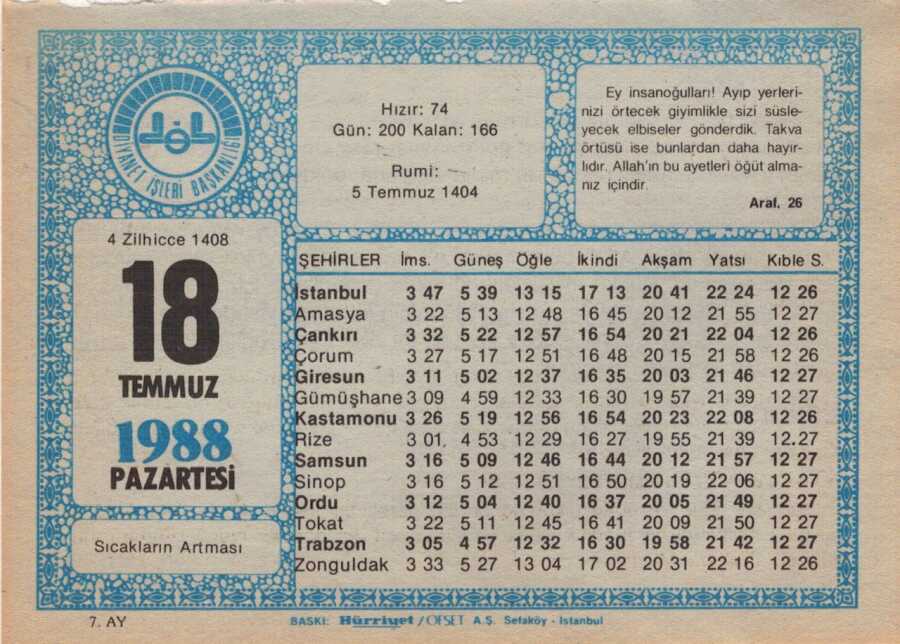 DİYANET İŞLERİ BAŞKANLIĞI
Hızır: 74
Gün: 200 Kalan: 166
Rumi:
5 Temmuz 1404
Ey insanoğulları! Ayıp yerleri-
nizi örtecek giyimlikle sizi süsle-
yecek elbiseler gönderdik. Takva
örtüsü ise bunlardan daha hayır-
lıdır. Allah'ın bu ayetleri öğüt alma-
nız içindir.
Araf. 26
4 Zilhicce 1408
18
TEMMUZ
1988
PAZARTESİ
Sıcakların Artması
ŞEHİRLER İms. Güneş Öğle İkindi Akşam Yatsı Kıble S.
İstanbul 3 47 5 39 13 15 17 13 20 41 22 24 12 26
Amasya 3 22 5 13 12 48 16 45 20 12 21 55 12 27
Çankırı 3 32 5 22 12 57 16 54 20 21 22 04 12 26
Çorum 3 27 5 17 12 51 16 48 20 15 21 58 12 26
Giresun 3 11 5 02 12 37 16 35 20 03 21 46 12 27
Gümüşhane 3 09 4 59 12 33 16 30 19 57 21 39 12 27
Kastamonu 3 26 5 19 12 56 16 54 20 23 22 08 12 26
Rize 3 01. 4 53 12 29 16 27 19 55 21 39 12.27
Samsun 3 16 5 09 12 46 16 44 20 12 21 57 12 27
Sinop 3 16 5 12 12 51 16 50 20 19 22 06 12 27
Ordu 3 12 5 04 12 40 16 37 20 05 21 49 12 27
Tokat 3 22 5 11 12 45 16 41 20 09 21 50 12 27
Trabzon 3 05 4 57 12 32 16 30 19 58 21 42 12 27
Zonguldak 3 33 5 27 13 04 17 02 20 31 22 16 12 26
7. AY
BASKI: Hürriyet / OFSET A.Ş. Sefaköy - İstanbul